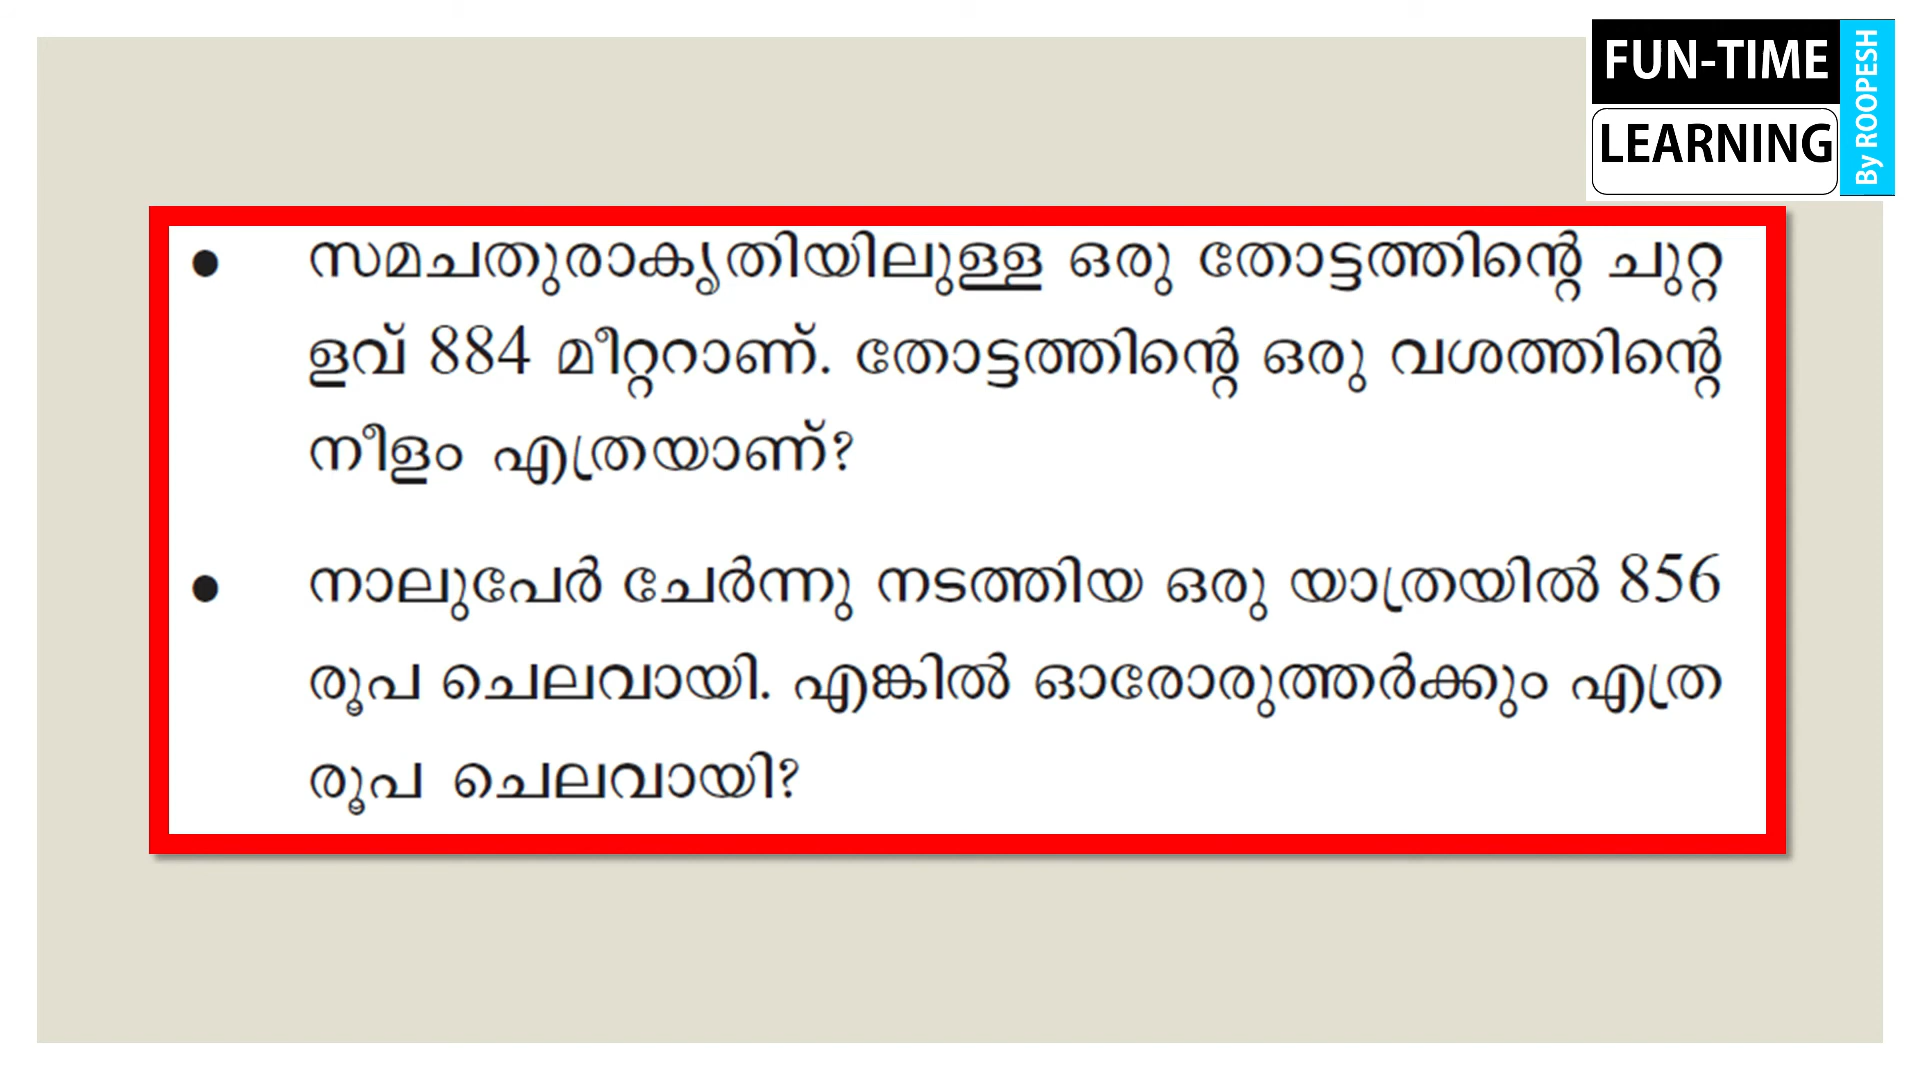 FUN-TIME
LEARNING
By ROOPESH
● സമചതുരാകൃതിയിലുള്ള ഒരു തോട്ടത്തിന്റെ ചുറ്റ
ളവ് 884 മീറ്ററാണ്. തോട്ടത്തിന്റെ ഒരു വശത്തിന്റെ
നീളം എത്രയാണ്?
● നാലുപേർ ചേർന്നു നടത്തിയ ഒരു യാത്രയിൽ 856
രൂപ ചെലവായി. എങ്കിൽ ഓരോരുത്തർക്കും എത്ര
രൂപ ചെലവായി?